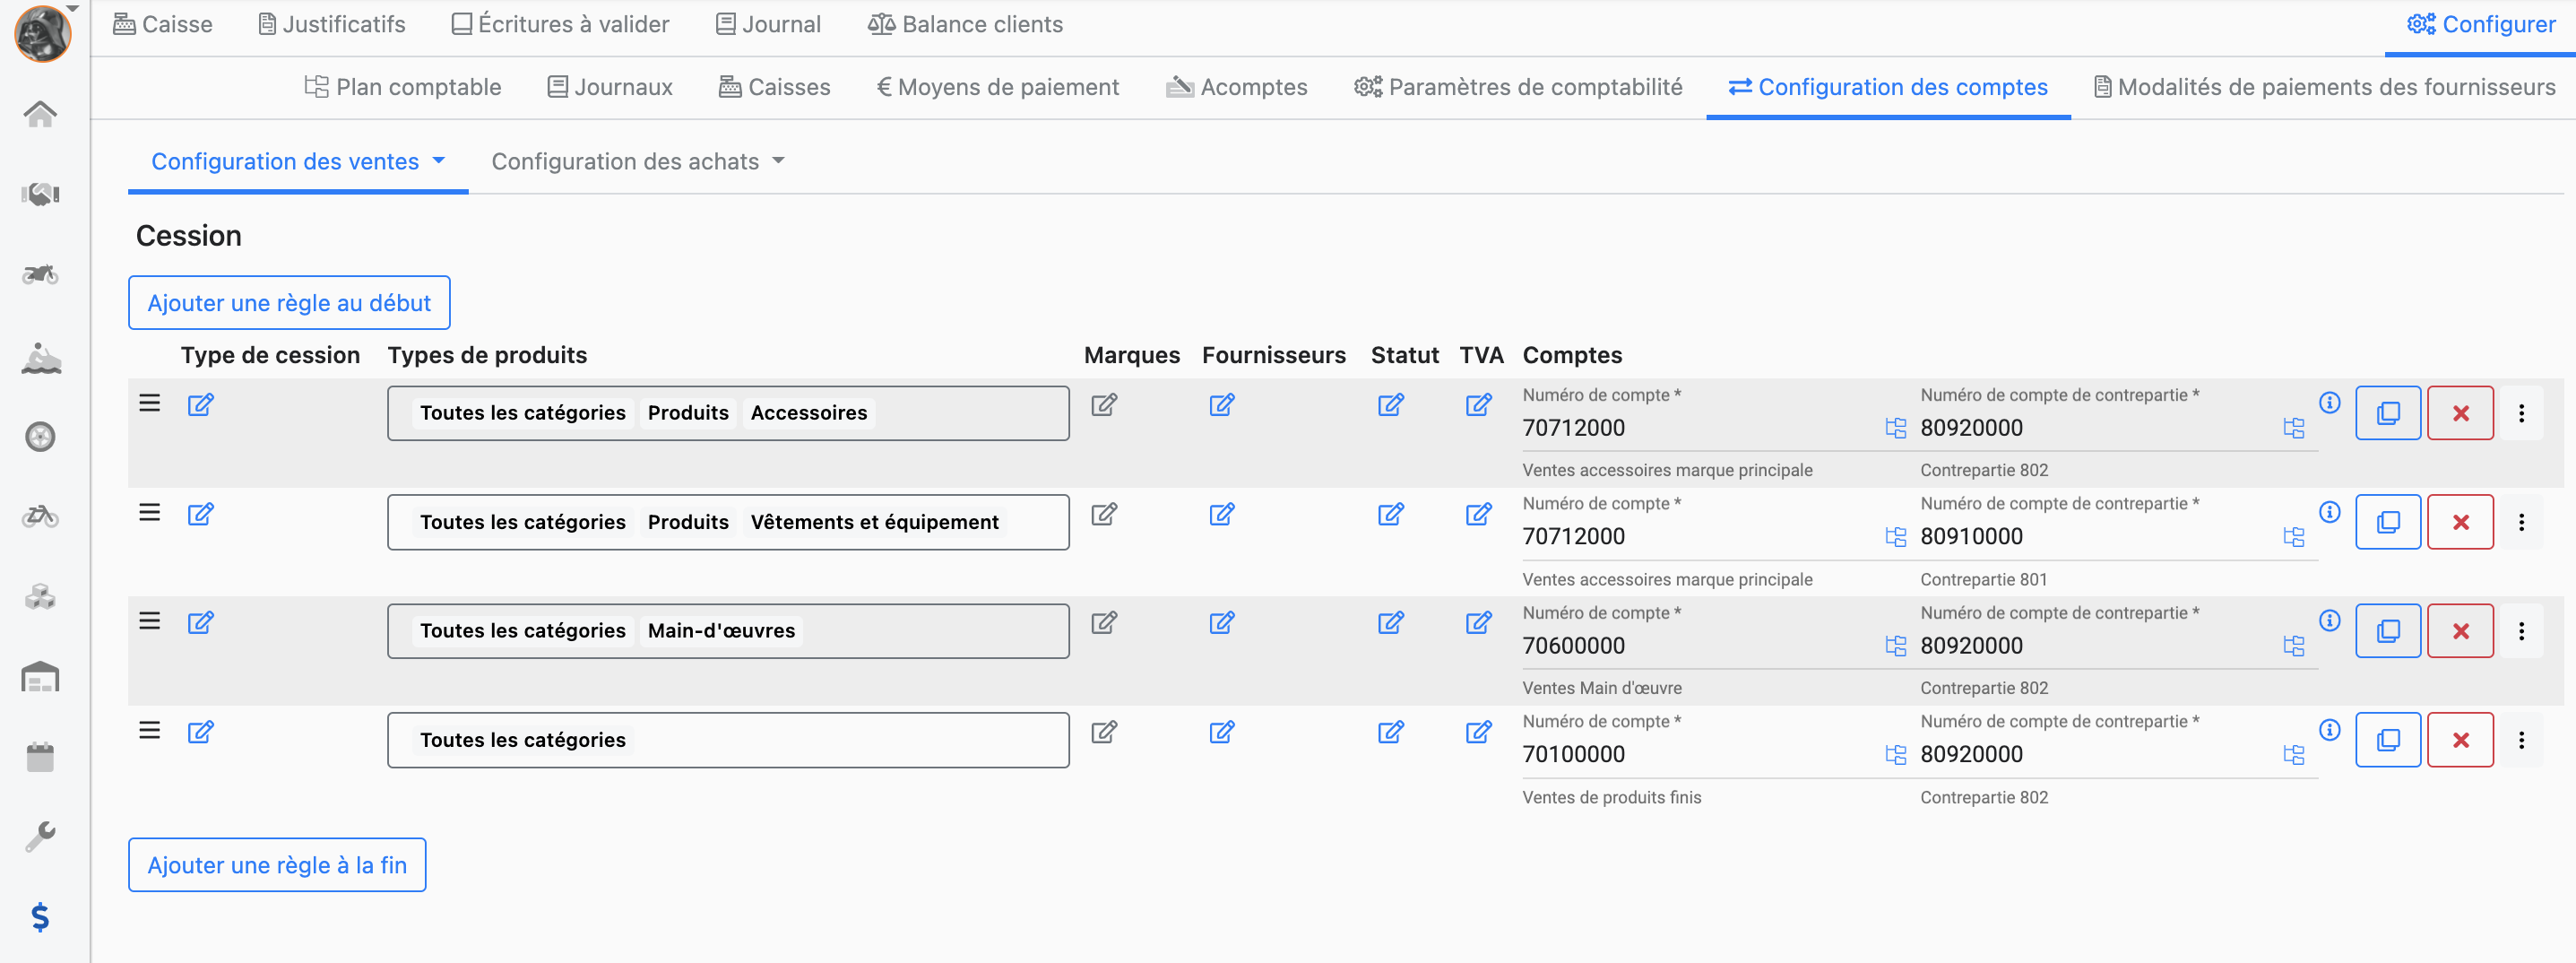 Caisse Justificatifs Écritures à valider Journal Balance clients Configurer
Plan comptable Journaux Caisses € Moyens de paiement Acomptes Paramètres de comptabilité Configuration des comptes Modalités de paiements des fournisseurs
Configuration des ventes Configuration des achats
Cession
Ajouter une règle au début
Type de cession Types de produits Marques Fournisseurs Statut TVA Comptes
Numéro de compte * Numéro de compte de contrepartie *
Toutes les catégories Produits Accessoires 70712000 80920000
Ventes accessoires marque principale Contrepartie 802
Numéro de compte * Numéro de compte de contrepartie *
Toutes les catégories Produits Vêtements et équipement 70712000 80910000
Ventes accessoires marque principale Contrepartie 801
Numéro de compte * Numéro de compte de contrepartie *
Toutes les catégories Main-d'œuvres 70600000 80920000
Ventes Main d'œuvre Contrepartie 802
Numéro de compte * Numéro de compte de contrepartie *
Toutes les catégories 70100000 80920000
Ventes de produits finis Contrepartie 802
Ajouter une règle à la fin